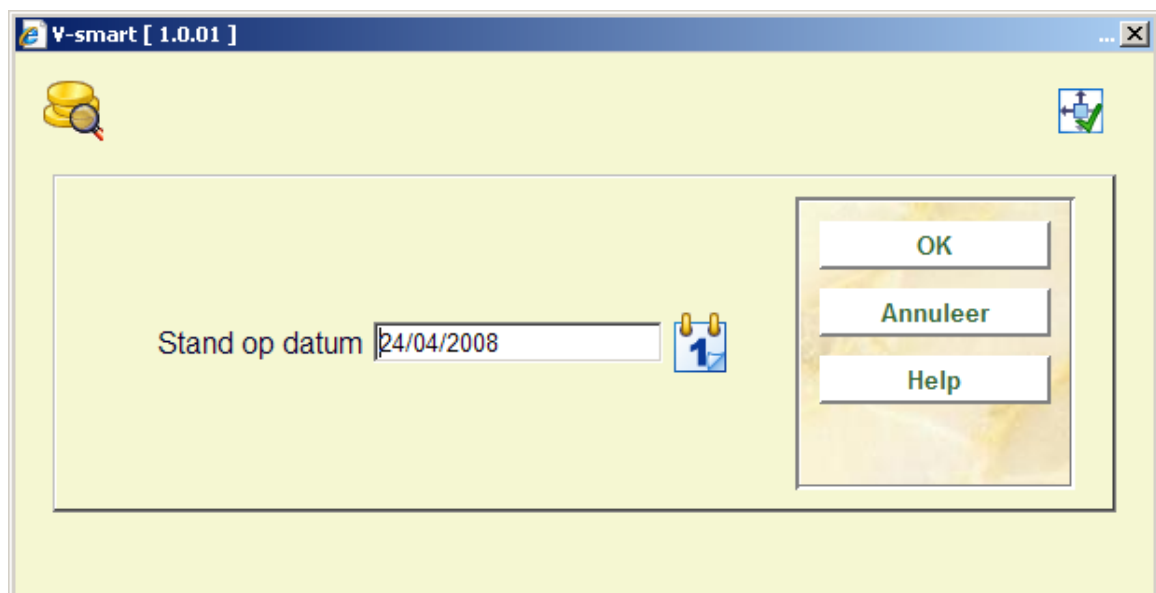 V-smart [ 1.0.01 ]
...
OK
Annuleer
Stand op datum 24/04/2008
1
Help